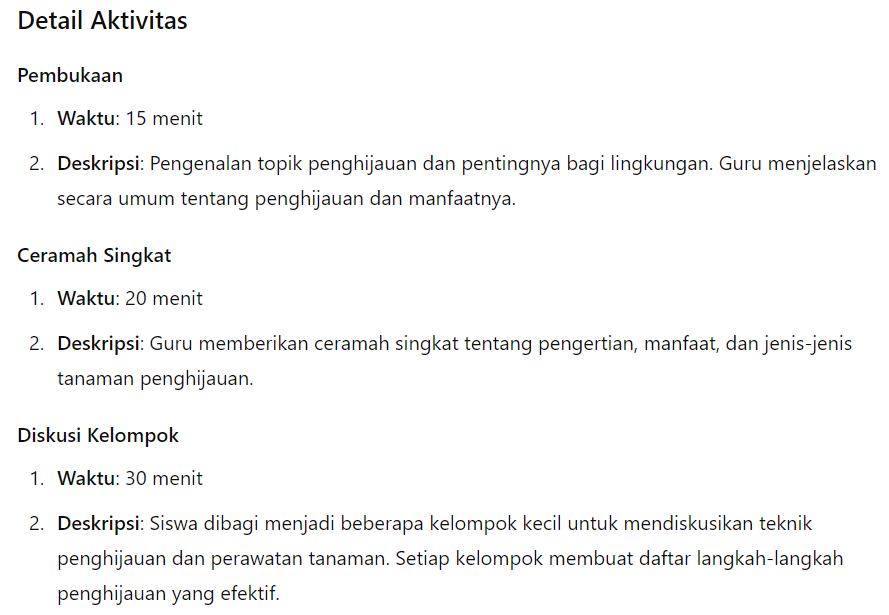 Detail Aktivitas
Pembukaan
1. Waktu: 15 menit
2. Deskripsi: Pengenalan topik penghijauan dan pentingnya bagi lingkungan. Guru menjelaskan
secara umum tentang penghijauan dan manfaatnya.
Ceramah Singkat
1. Waktu: 20 menit
2. Deskripsi: Guru memberikan ceramah singkat tentang pengertian, manfaat, dan jenis-jenis
tanaman penghijauan.
Diskusi Kelompok
1. Waktu: 30 menit
2. Deskripsi: Siswa dibagi menjadi beberapa kelompok kecil untuk mendiskusikan teknik
penghijauan dan perawatan tanaman. Setiap kelompok membuat daftar langkah-langkah
penghijauan yang efektif.